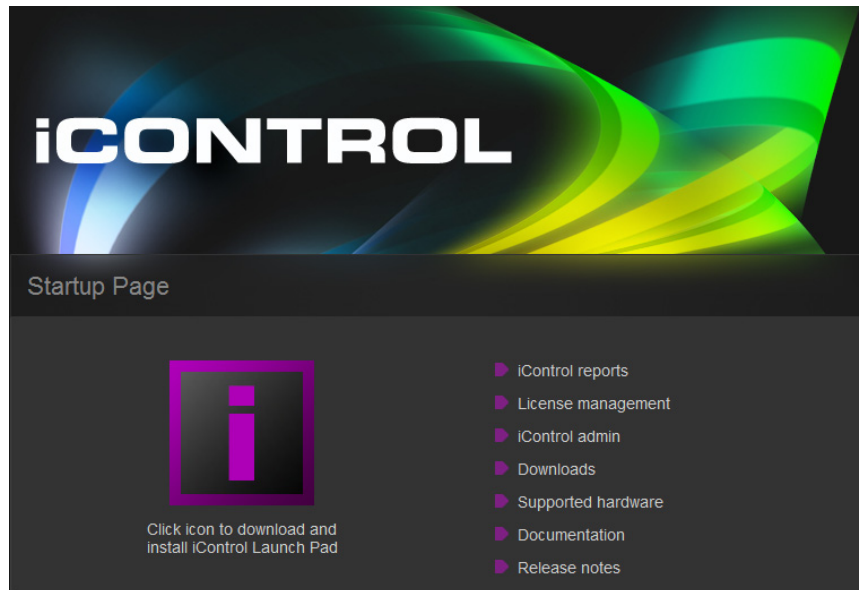 iCONTROL
Startup Page
i
Click icon to download and
install iControl Launch Pad
iControl reports
License management
iControl admin
Downloads
Supported hardware
Documentation
Release notes